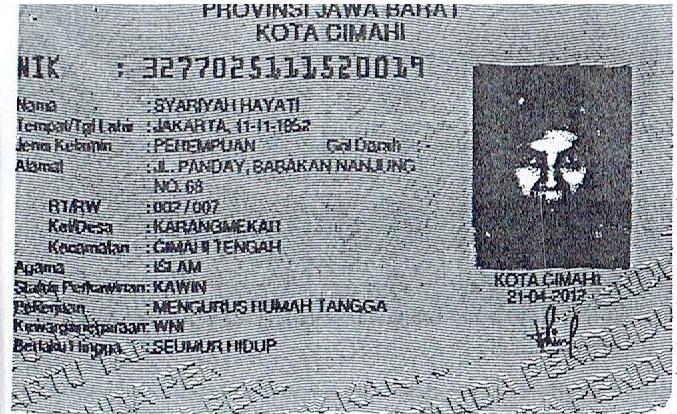 PROVINSI JAWA BARAT
KOTA CIMAHI
NIK : 3277025111520019
Nama : SYARIYAH HAYATI
Tempat/Tgl Lahir : JAKARTA, 11-11-1952
Jenis Kelamin : PEREMPUAN Gol Darah : -
Alamat : JL. PANDAY, BABAKAN NANJUNG
NO. 68
RT/RW : 002 / 007
Kel/Desa : KARANGMEKAR
Kecamatan : CIMAHI TENGAH
Agama : ISLAM
Status Perkawinan: KAWIN
Pekerjaan : MENGURUS RUMAH TANGGA
Kewarganegaraan: WNI
Berlaku Hingga : SEUMUR HIDUP
KOTA CIMAHI
21-04-2012